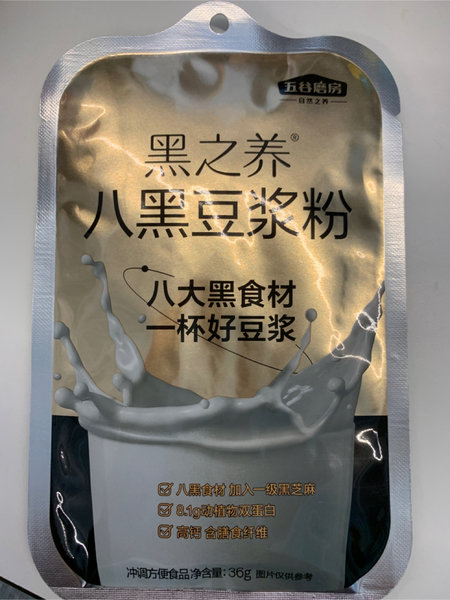 五谷磨房
自然之养
黑之养®
八黑豆浆粉
八大黑食材
一杯好豆浆
八黑食材 加入一级黑芝麻
8.1g动植物双蛋白
高钙 含膳食纤维
冲调方便食品 净含量:36g 图片仅供参考